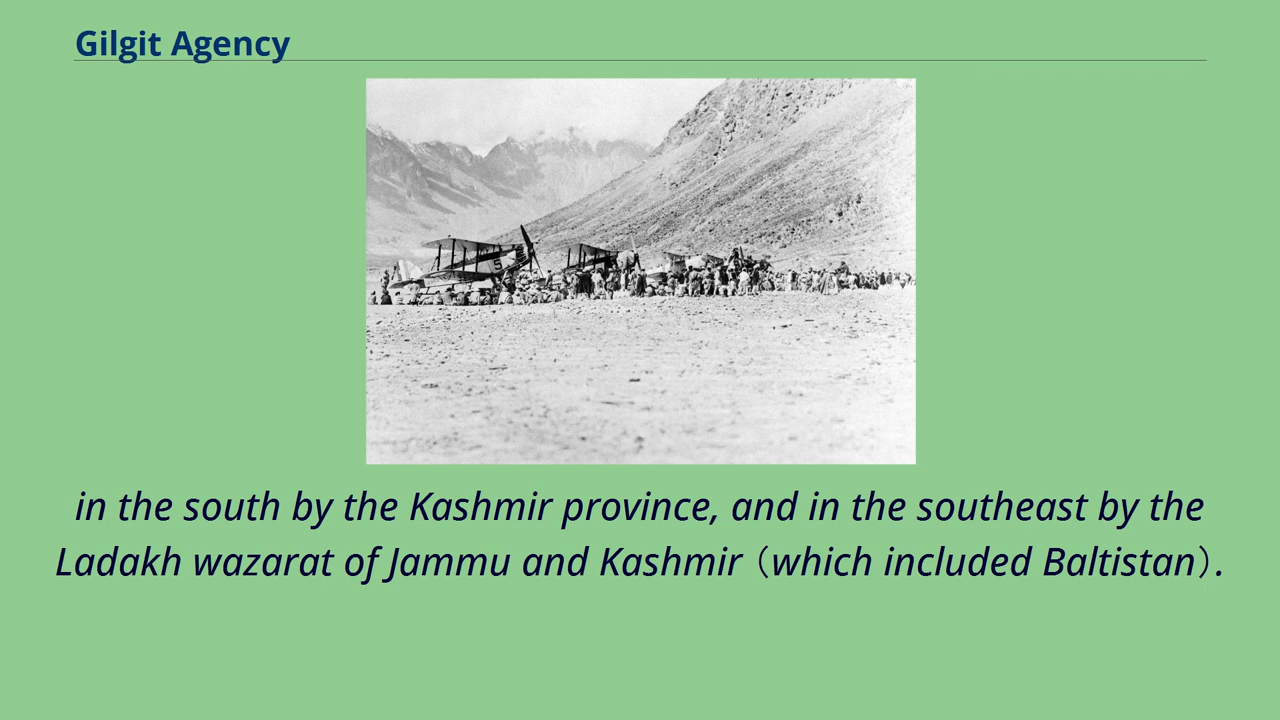 Gilgit Agency
in the south by the Kashmir province, and in the southeast by the
Ladakh wazarat of Jammu and Kashmir（which included Baltistan）.